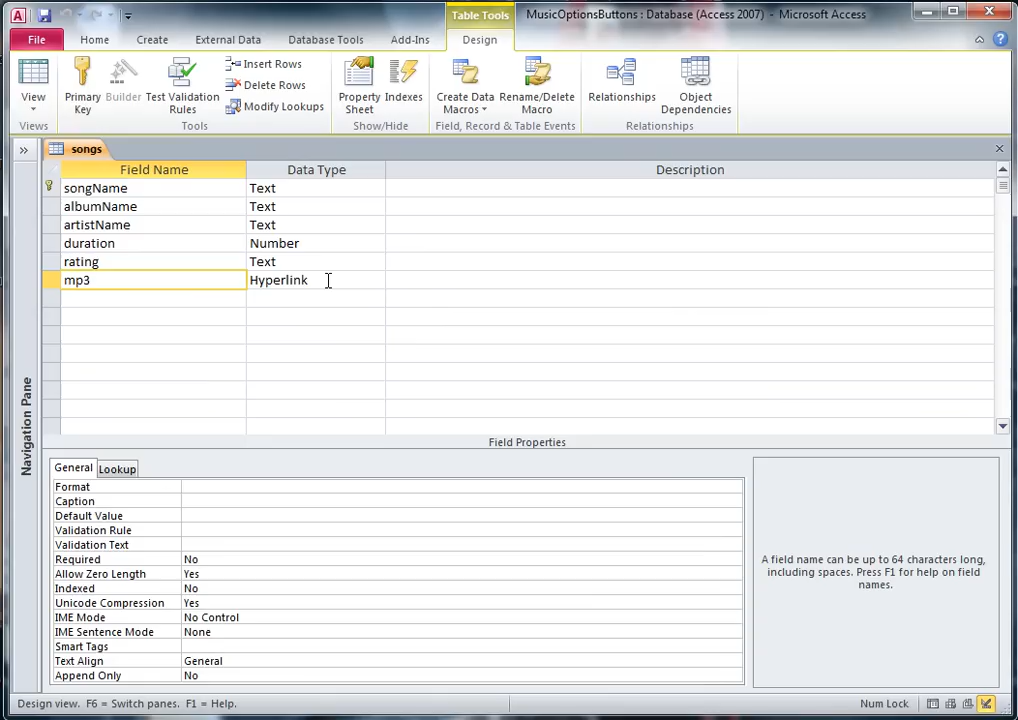 Table Tools
MusicOptionsButtons : Database (Access 2007) - Microsoft Access
File Home Create External Data Database Tools Add-Ins Design
View
Primary Key
Builder
Test Validation Rules
Insert Rows
Delete Rows
Modify Lookups
Property Sheet
Indexes
Create Data Macros
Rename/Delete Macro
Relationships
Object Dependencies
Views Tools Show/Hide Field, Record & Table Events Relationships
songs
Field Name Data Type Description
songName Text
albumName Text
artistName Text
duration Number
rating Text
mp3 Hyperlink
Navigation Pane
Field Properties
General Lookup
Format
Caption
Default Value
Validation Rule
Validation Text
Required No
Allow Zero Length Yes
Indexed No
Unicode Compression Yes
IME Mode No Control
IME Sentence Mode None
Smart Tags
Text Align General
Append Only No
A field name can be up to 64 characters long,
including spaces. Press F1 for help on field
names.
Design view. F6 = Switch panes. F1 = Help.
Num Lock